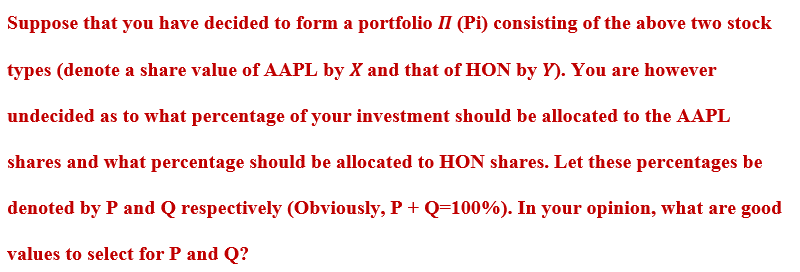 Suppose that you have decided to form a portfolio Π (Pi) consisting of the above two stock
types (denote a share value of AAPL by X and that of HON by Y). You are however
undecided as to what percentage of your investment should be allocated to the AAPL
shares and what percentage should be allocated to HON shares. Let these percentages be
denoted by P and Q respectively (Obviously, P + Q=100%). In your opinion, what are good
values to select for P and Q?